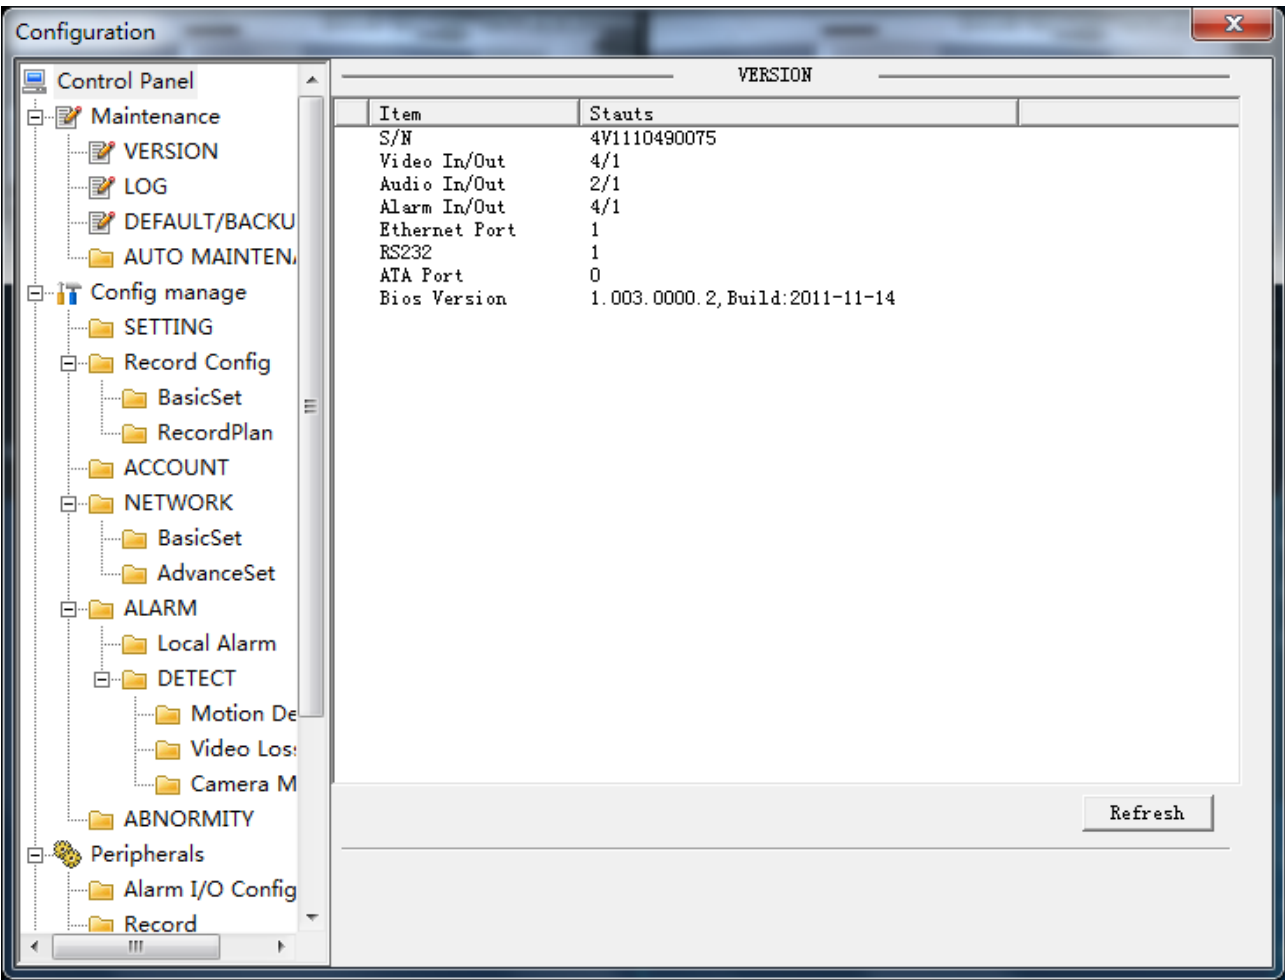 Configuration
Control Panel
Maintenance
VERSION
LOG
DEFAULT/BACKU
AUTO MAINTENA
Config manage
SETTING
Record Config
BasicSet
RecordPlan
ACCOUNT
NETWORK
BasicSet
AdvanceSet
ALARM
Local Alarm
DETECT
Motion De
Video Loss
Camera M
ABNORMITY
Peripherals
Alarm I/O Config
Record
VERSION
Item Stauts
S/N 4V1110490075
Video In/Out 4/1
Audio In/Out 2/1
Alarm In/Out 4/1
Ethernet Port 1
RS232 1
ATA Port 0
Bios Version 1.003.0000.2,Build:2011-11-14
Refresh